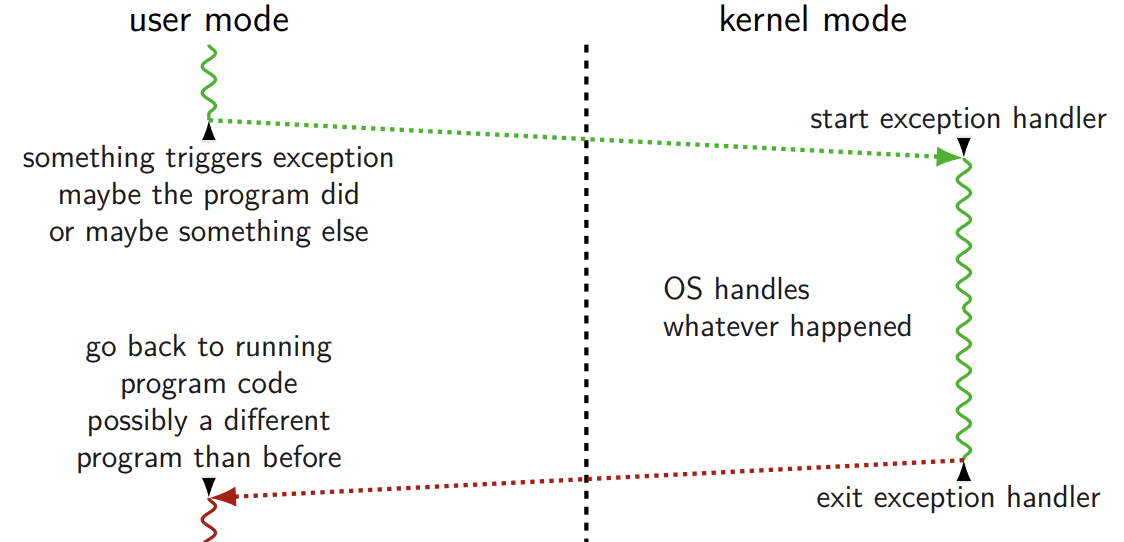 user mode
kernel mode
start exception handler
something triggers exception
maybe the program did
or maybe something else
OS handles
whatever happened
go back to running
program code
possibly a different
program than before
exit exception handler